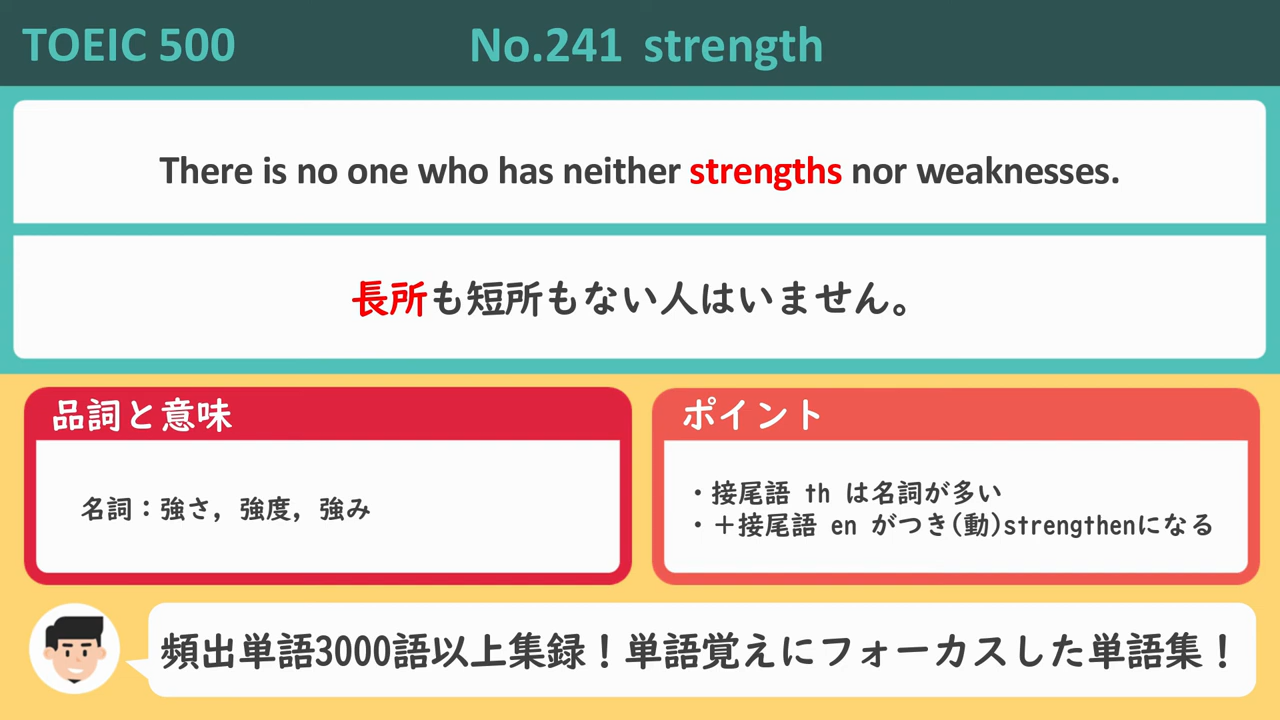 TOEIC 500
No.241 strength
There is no one who has neither strengths nor weaknesses.
長所も短所もない人はいません。
品詞と意味
名詞：強さ，強度，強み
ポイント
・接尾語 th は名詞が多い
・＋接尾語 en がつき(動)strengthenになる
頻出単語3000語以上集録！単語覚えにフォーカスした単語集！